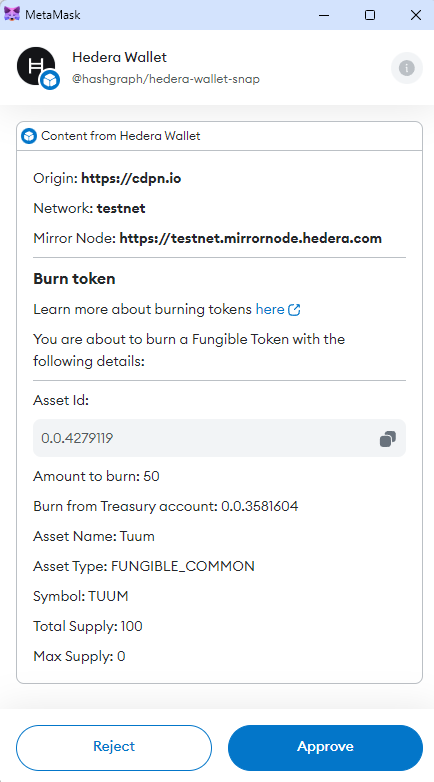 MetaMask
Hedera Wallet
@hashgraph/hedera-wallet-snap
Content from Hedera Wallet
Origin: https://cdpn.io
Network: testnet
Mirror Node: https://testnet.mirrornode.hedera.com
Burn token
Learn more about burning tokens here
You are about to burn a Fungible Token with the
following details:
Asset Id:
0.0.4279119
Amount to burn: 50
Burn from Treasury account: 0.0.3581604
Asset Name: Tuum
Asset Type: FUNGIBLE_COMMON
Symbol: TUUM
Total Supply: 100
Max Supply: 0
Reject
Approve